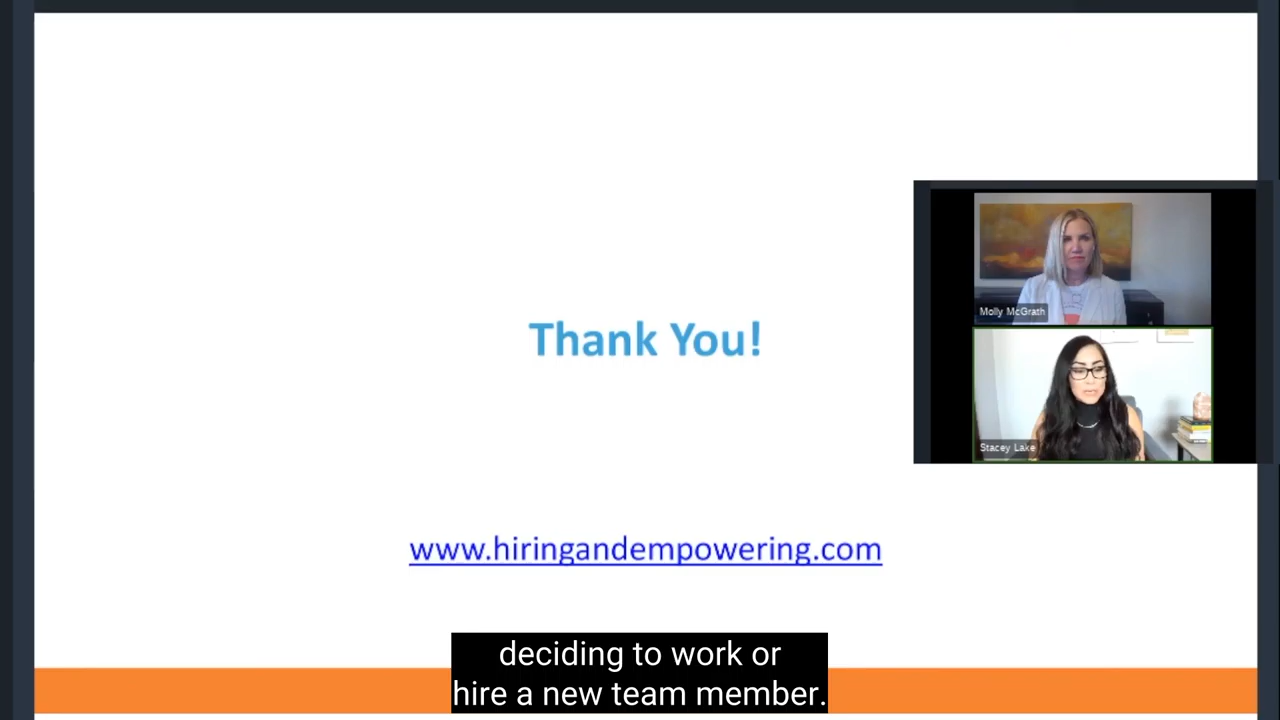 Thank You!
Molly McGrath
Stacey Lake
www.hiringandempowering.com
deciding to work or
hire a new team member.